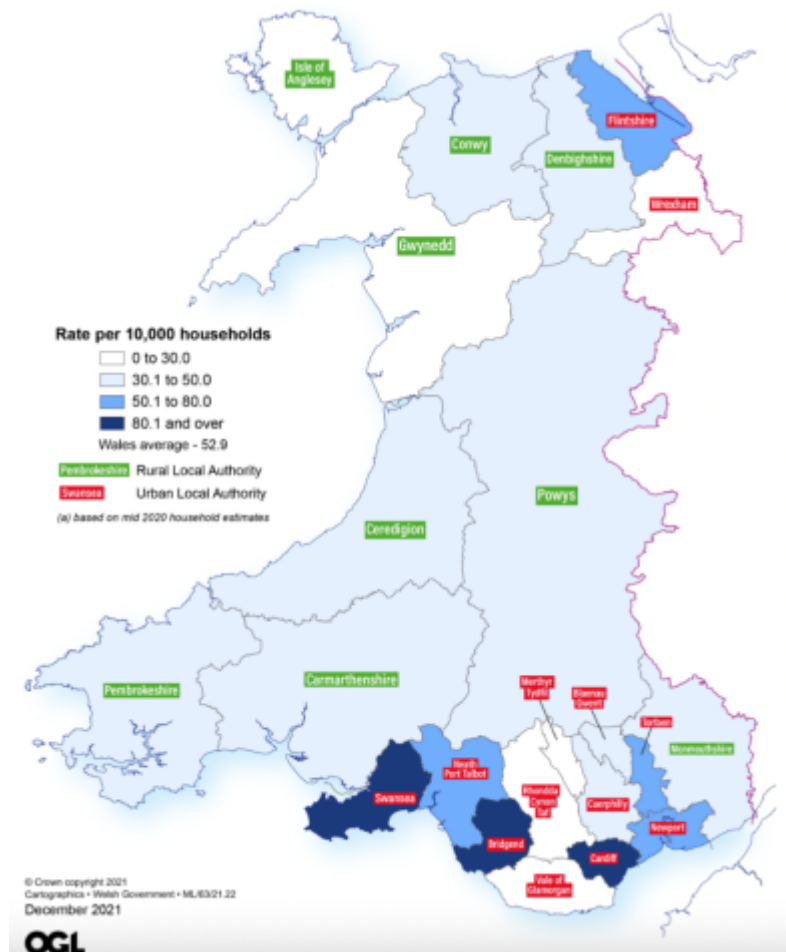 Isle of
Anglesey
Conwy
Denbighshire
Flintshire
Wrexham
Gwynedd
Rate per 10,000 households
0 to 30.0
30.1 to 50.0
50.1 to 80.0
80.1 and over
Wales average - 52.9
Pembrokeshire Rural Local Authority
Swansea Urban Local Authority
(a) based on mid 2020 household estimates
Powys
Ceredigion
Pembrokeshire
Carmarthenshire
Merthyr
Tydfil
Blaenau
Gwent
Torfaen
Monmouthshire
Neath
Port Talbot
Swansea
Rhondda
Cynon
Taf
Caerphilly
Newport
Bridgend
Cardiff
Vale of
Glamorgan
© Crown copyright 2021
Cartographics • Welsh Government • ML/63/21.22
December 2021
OGL